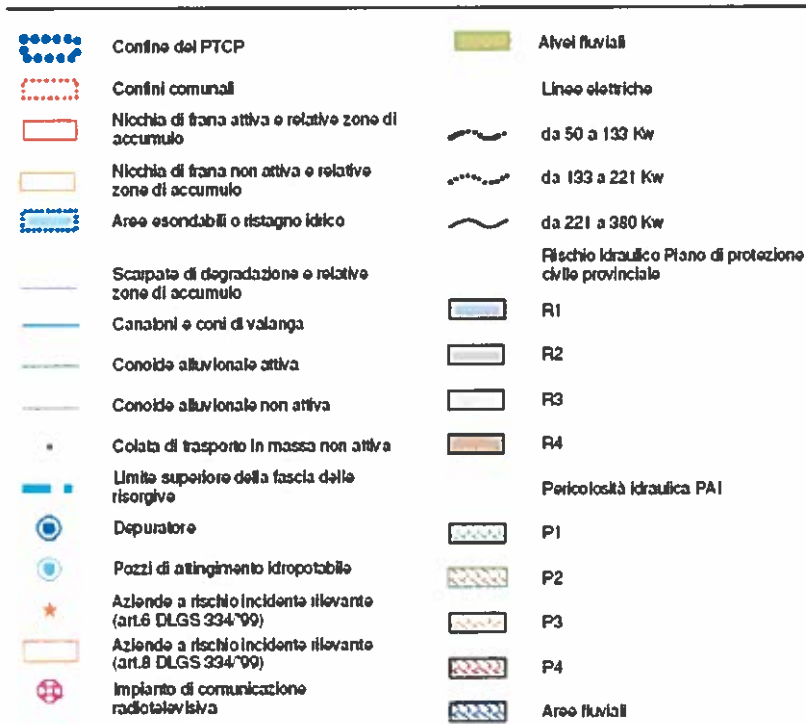 Confine del PTCP
Confini comunali
Nicchia di frana attiva e relative zone di
accumulo
Nicchia di frana non attiva e relative
zone di accumulo
Aree esondabili o ristagno idrico
Scarpate di degradazione e relative
zone di accumulo
Canaloni e coni di valanga
Conoide alluvionale attiva
Conoide alluvionale non attiva
Colata di trasporto in massa non attiva
Limite superiore della fascia delle
risorgive
Depuratore
Pozzi di attingimento idropotabile
Aziende a rischio incidente rilevante
(art.6 DLGS 334/'99)
Aziende a rischio incidente rilevante
(art.8 DLGS 334/'99)
Impianto di comunicazione
radiotelevisiva
Alvei fluviali
Linee elettriche
da 50 a 133 Kw
da 133 a 221 Kw
da 221 a 380 Kw
Rischio Idraulico Piano di protezione
civile provinciale
R1
R2
R3
R4
Pericolosità idraulica PAI
P1
P2
P3
P4
Aree fluviali